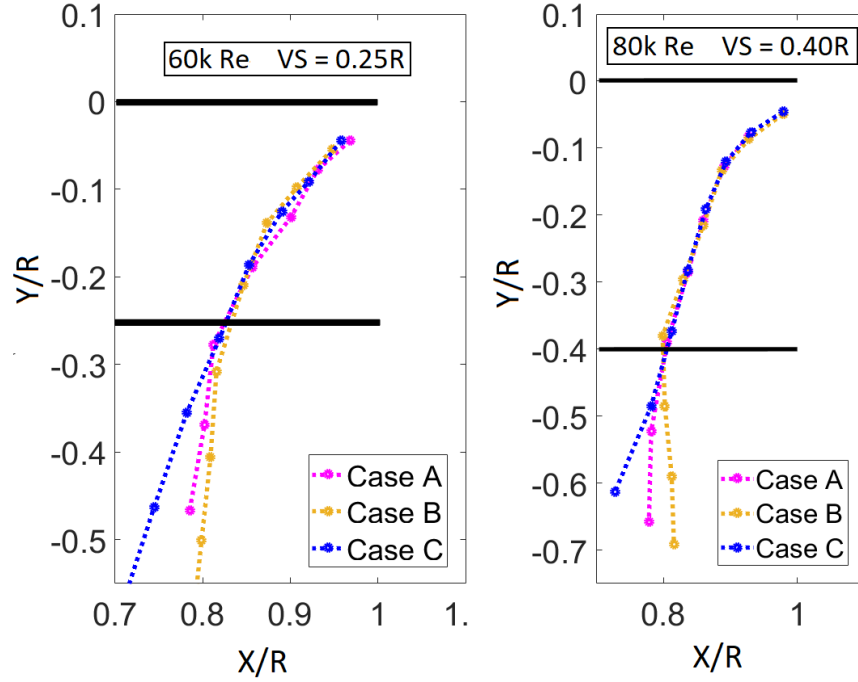 60k Re VS = 0.25R
0.1
0
-0.1
-0.2
-0.3
-0.4
-0.5
Y/R
0.7
0.8
0.9
1
1.
X/R
Case A
Case B
Case C
80k Re VS = 0.40R
0.1
0
-0.1
-0.2
-0.3
-0.4
-0.5
-0.6
-0.7
Y/R
0.8
1
X/R
Case A
Case B
Case C